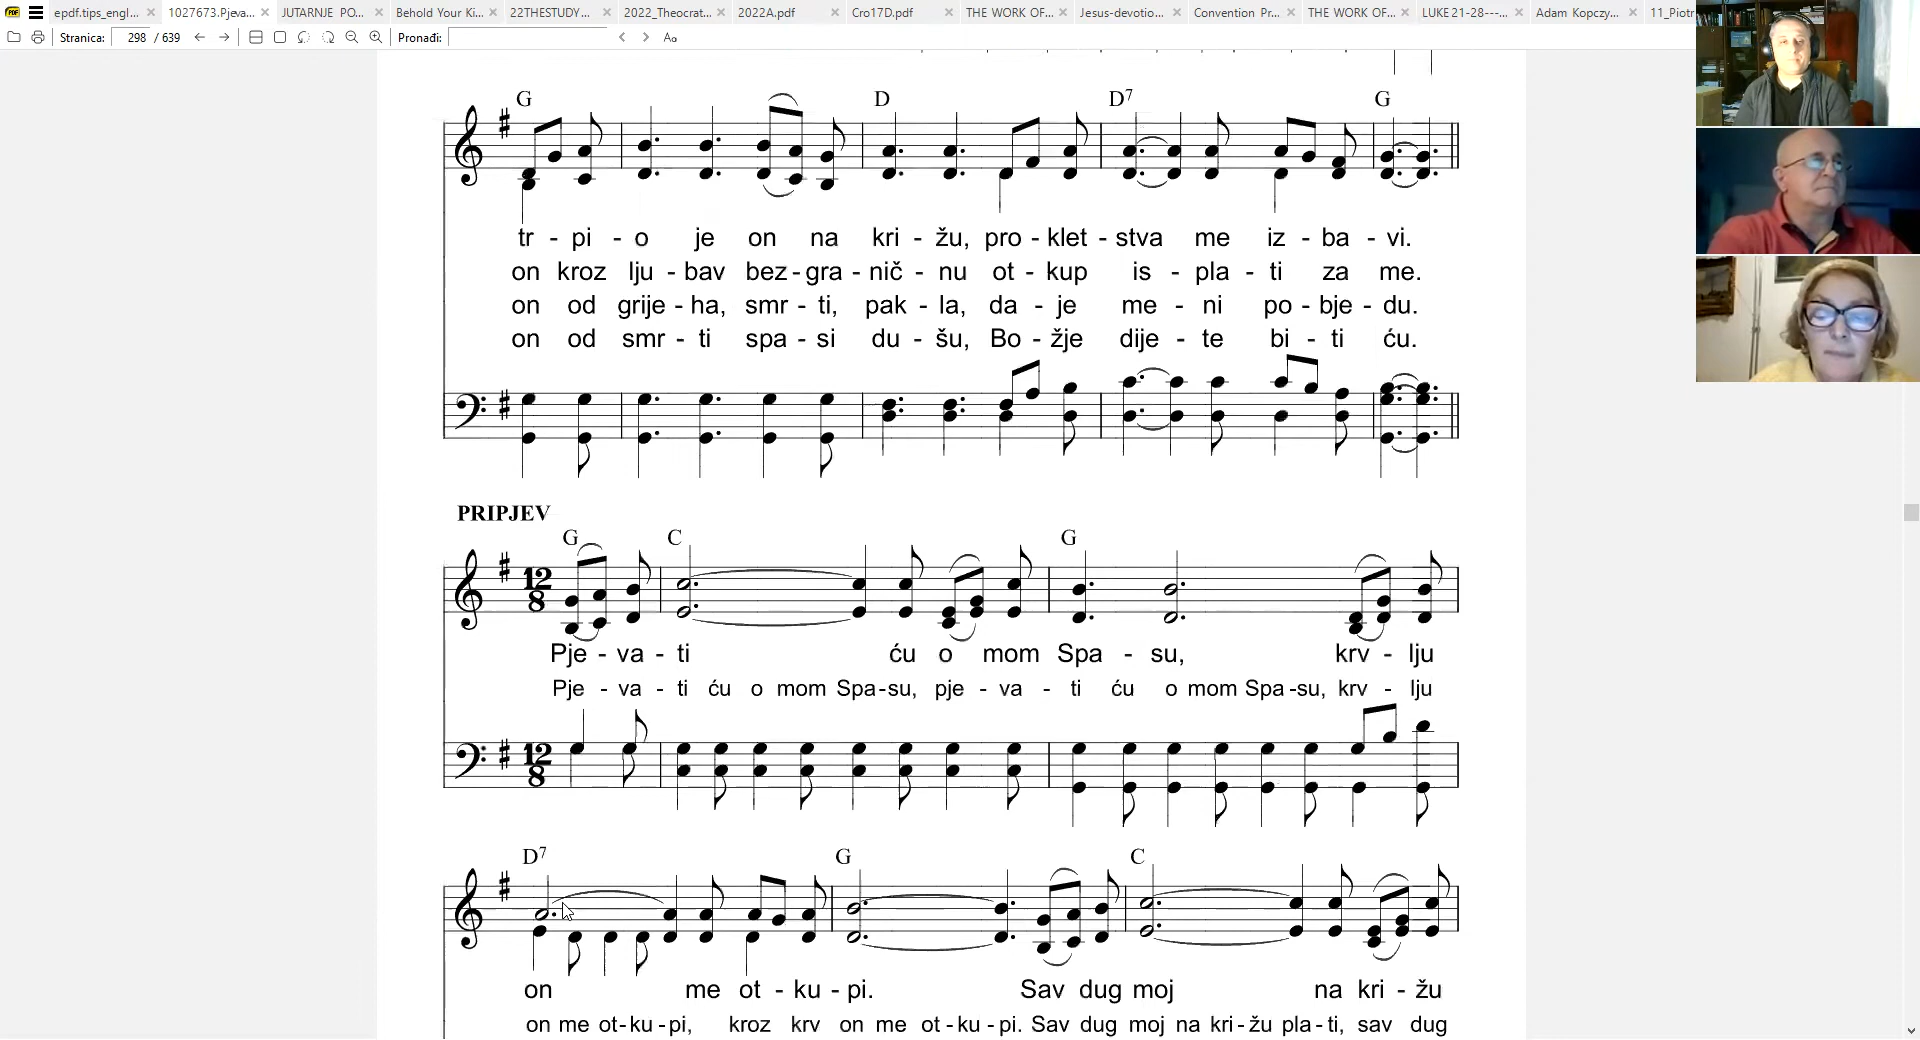 epdf.tips_engl... 1027673.Pjeva... JUTARNJE PO... Behold Your Ki... 22THESTUDY... 2022_Theocrat... 2022A.pdf Cro17D.pdf THE WORK OF... Jesus-devotio... Convention Pr... THE WORK OF... LUKE 21-28---... Adam Kopczy... 11_Piotr
Stranica: 298 / 639 Pronađi:
G D D7 G
tr - pi - o je on na kri - žu, pro - klet - stva me iz - ba - vi.
on kroz lju - bav bez - gra - nič - nu ot - kup is - pla - ti za me.
on od grije - ha, smr - ti, pak - la, da - je me - ni po - bje - du.
on od smr - ti spa - si du - šu, Bo - žje dije - te bi - ti ću.
PRIPJEV
G C G
12 8
Pje - va - ti ću o mom Spa - su, krv - lju
Pje - va - ti ću o mom Spa - su, pje - va - ti ću o mom Spa - su, krv - lju
12 8
D7 G C
on me ot - ku - pi. Sav dug moj na kri - žu
on me ot - ku - pi, kroz krv on me ot - ku - pi. Sav dug moj na kri - žu pla - ti, sav dug